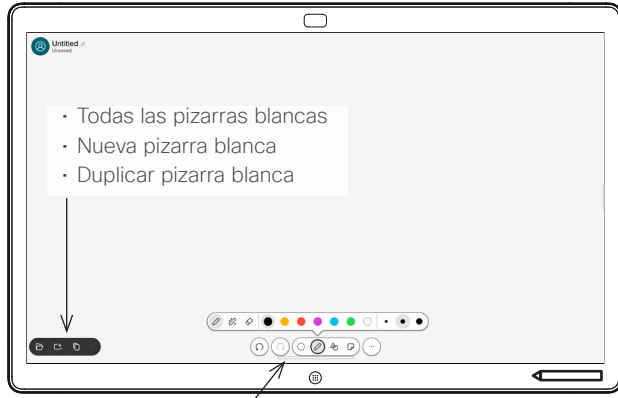 Untitled
Unsaved
· Todas las pizarras blancas
· Nueva pizarra blanca
· Duplicar pizarra blanca